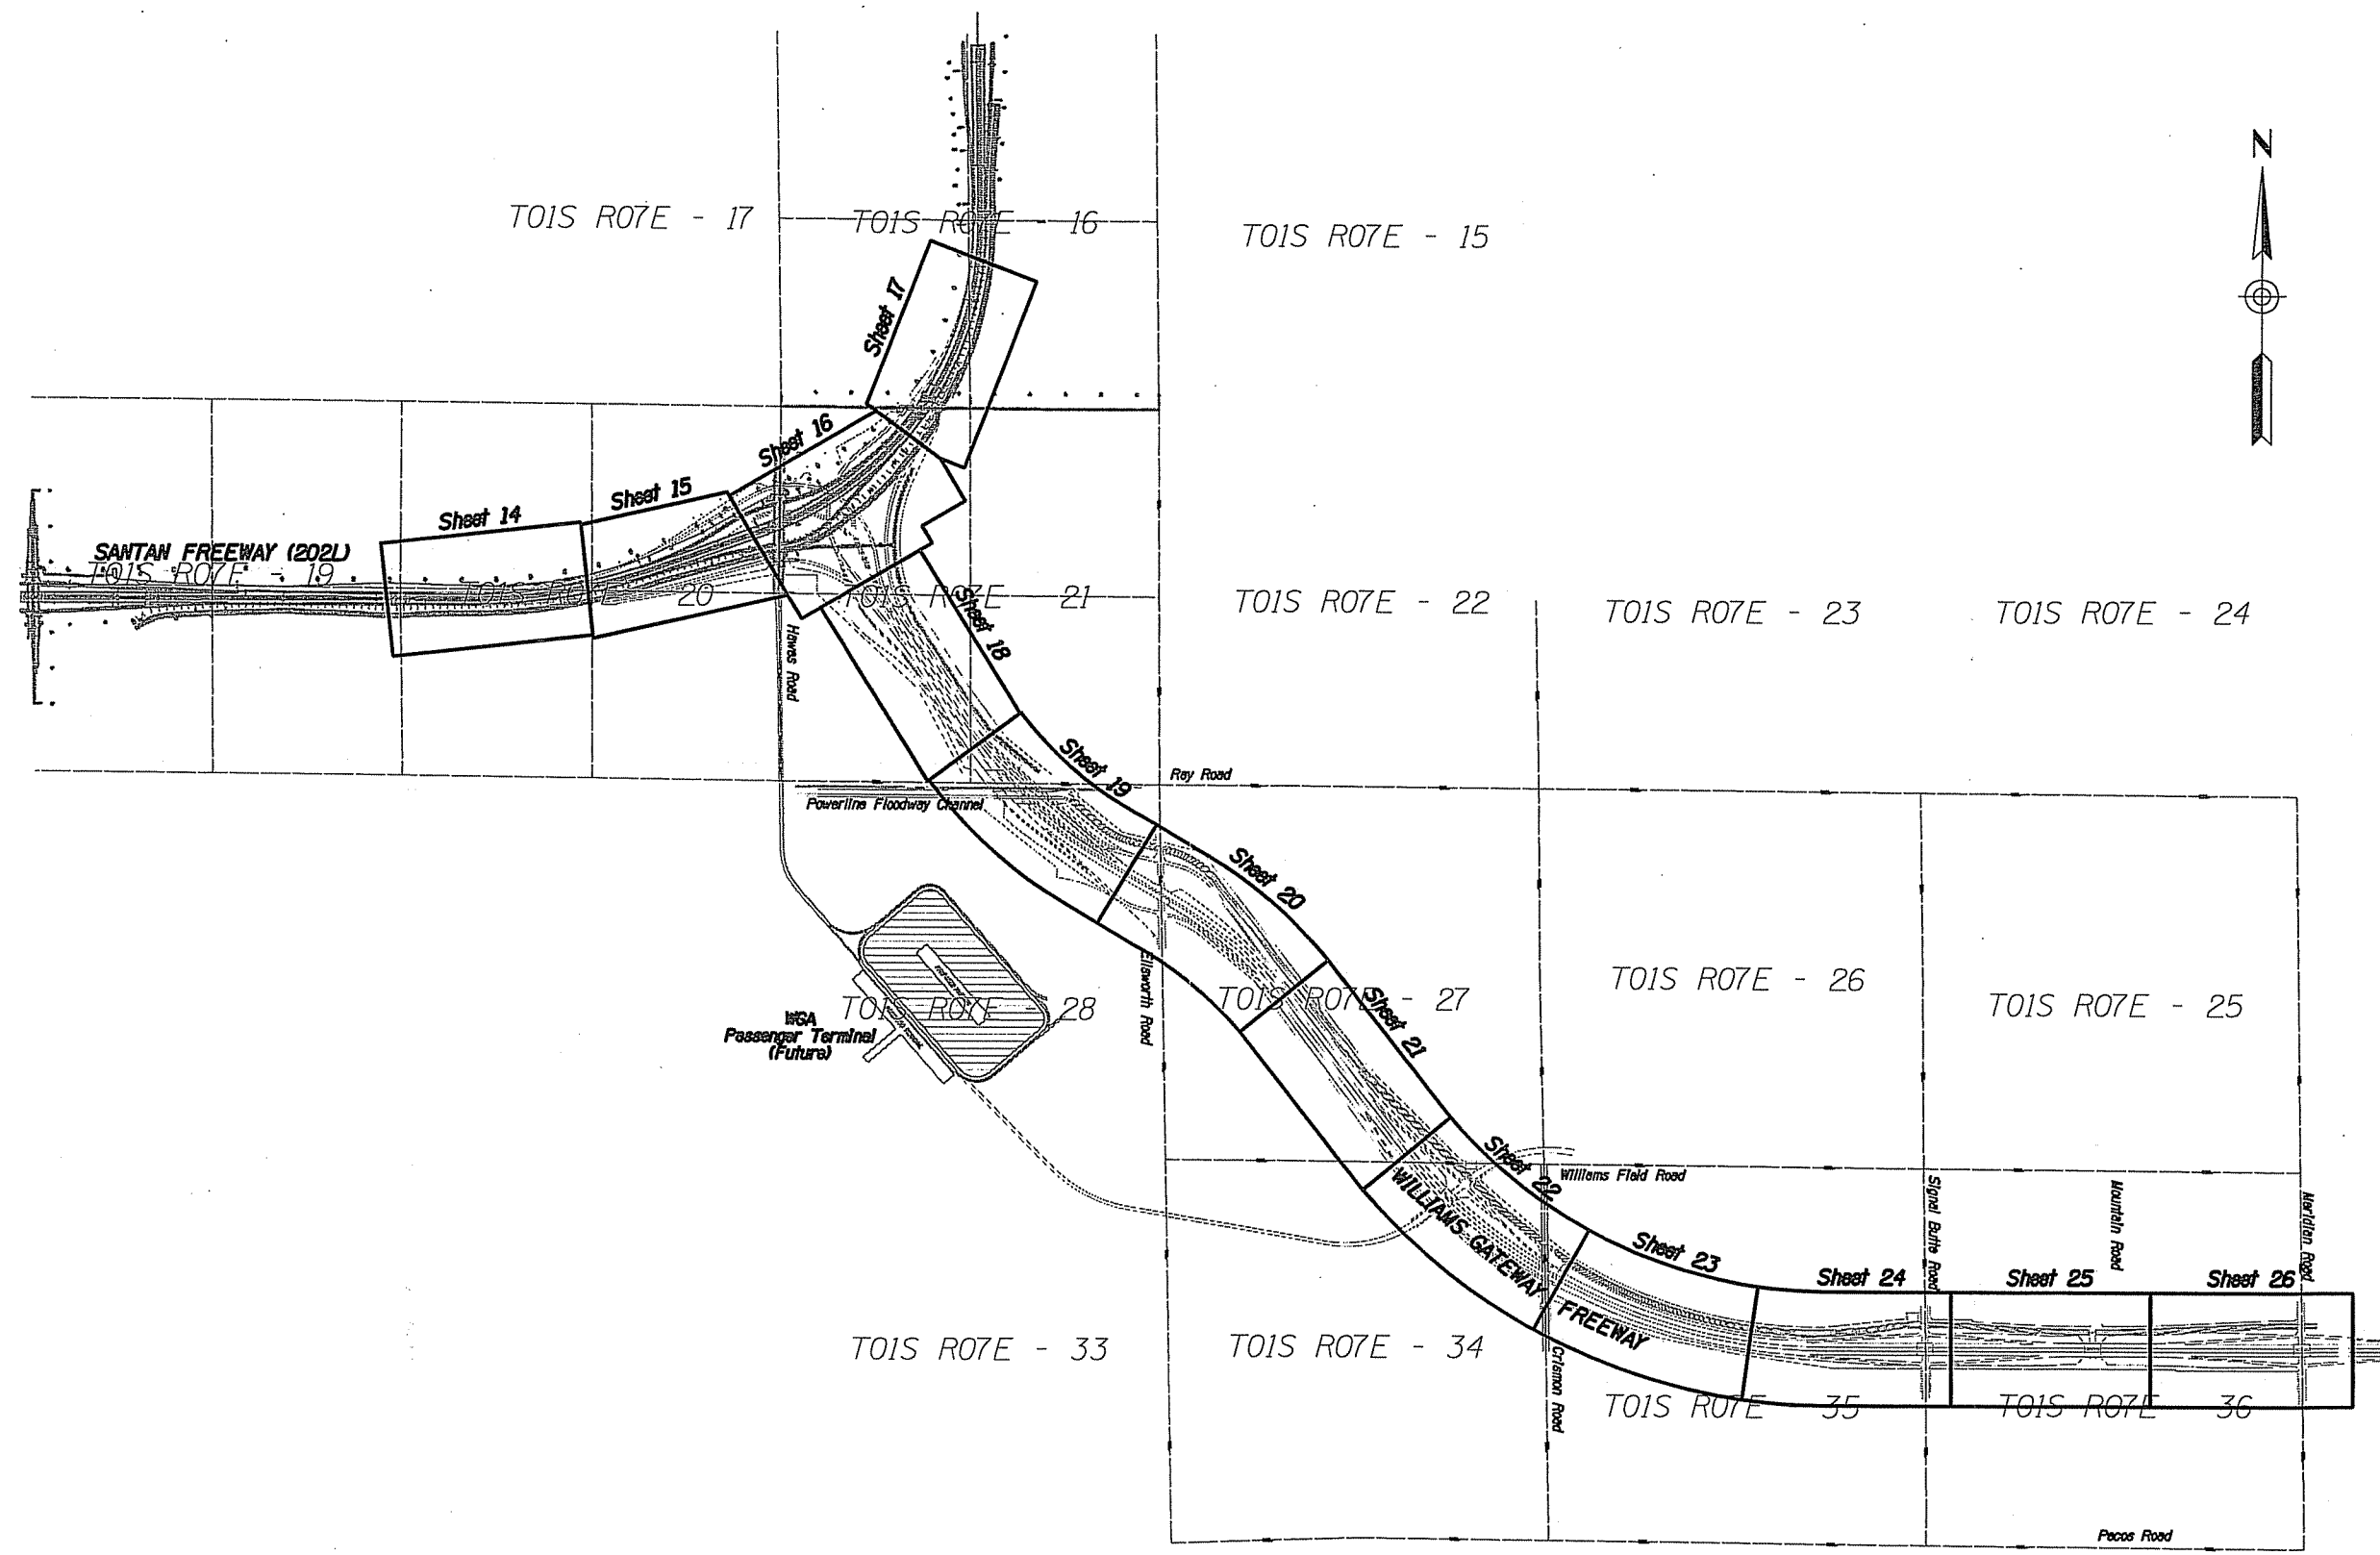 N
T01S R07E - 17
T01S R07E - 16
T01S R07E - 15
Sheet 17
Sheet 16
Sheet 15
Sheet 14
SANTAN FREEWAY (202L)
T01S R07E - 19
T01S R07E - 20
T01S R07E - 21
T01S R07E - 22
T01S R07E - 23
T01S R07E - 24
Sheet 18
Hawes Road
Sheet 19
Ray Road
Powerline Floodway Channel
Sheet 20
Ellsworth Road
T01S R07E - 28
T01S R07E - 27
T01S R07E - 26
T01S R07E - 25
WGA
Passenger Terminal
(Future)
Sheet 21
Sheet 22
Williams Field Road
WILLIAMS GATEWAY FREEWAY
Signal Butte Road
Mountain Road
Meridian Road
Sheet 23
Sheet 24
Sheet 25
Sheet 26
T01S R07E - 33
T01S R07E - 34
Crismon Road
T01S R07E - 35
T01S R07E - 36
Pecos Road